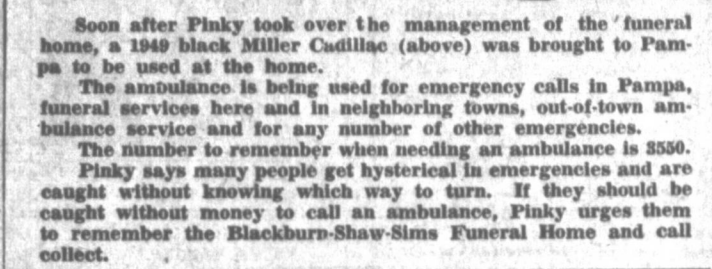 Soon after Pinky took over the management of the funeral
home, a 1949 black Miller Cadillac (above) was brought to Pam-
pa to be used at the home.
The ambulance is being used for emergency calls in Pampa,
funeral services here and in neighboring towns, out-of-town am-
bulance service and for any number of other emergencies.
The number to remember when needing an ambulance is 3550.
Pinky says many people get hysterical in emergencies and are
caught without knowing which way to turn. If they should be
caught without money to call an ambulance, Pinky urges them
to remember the Blackburn-Shaw-Sims Funeral Home and call
collect.